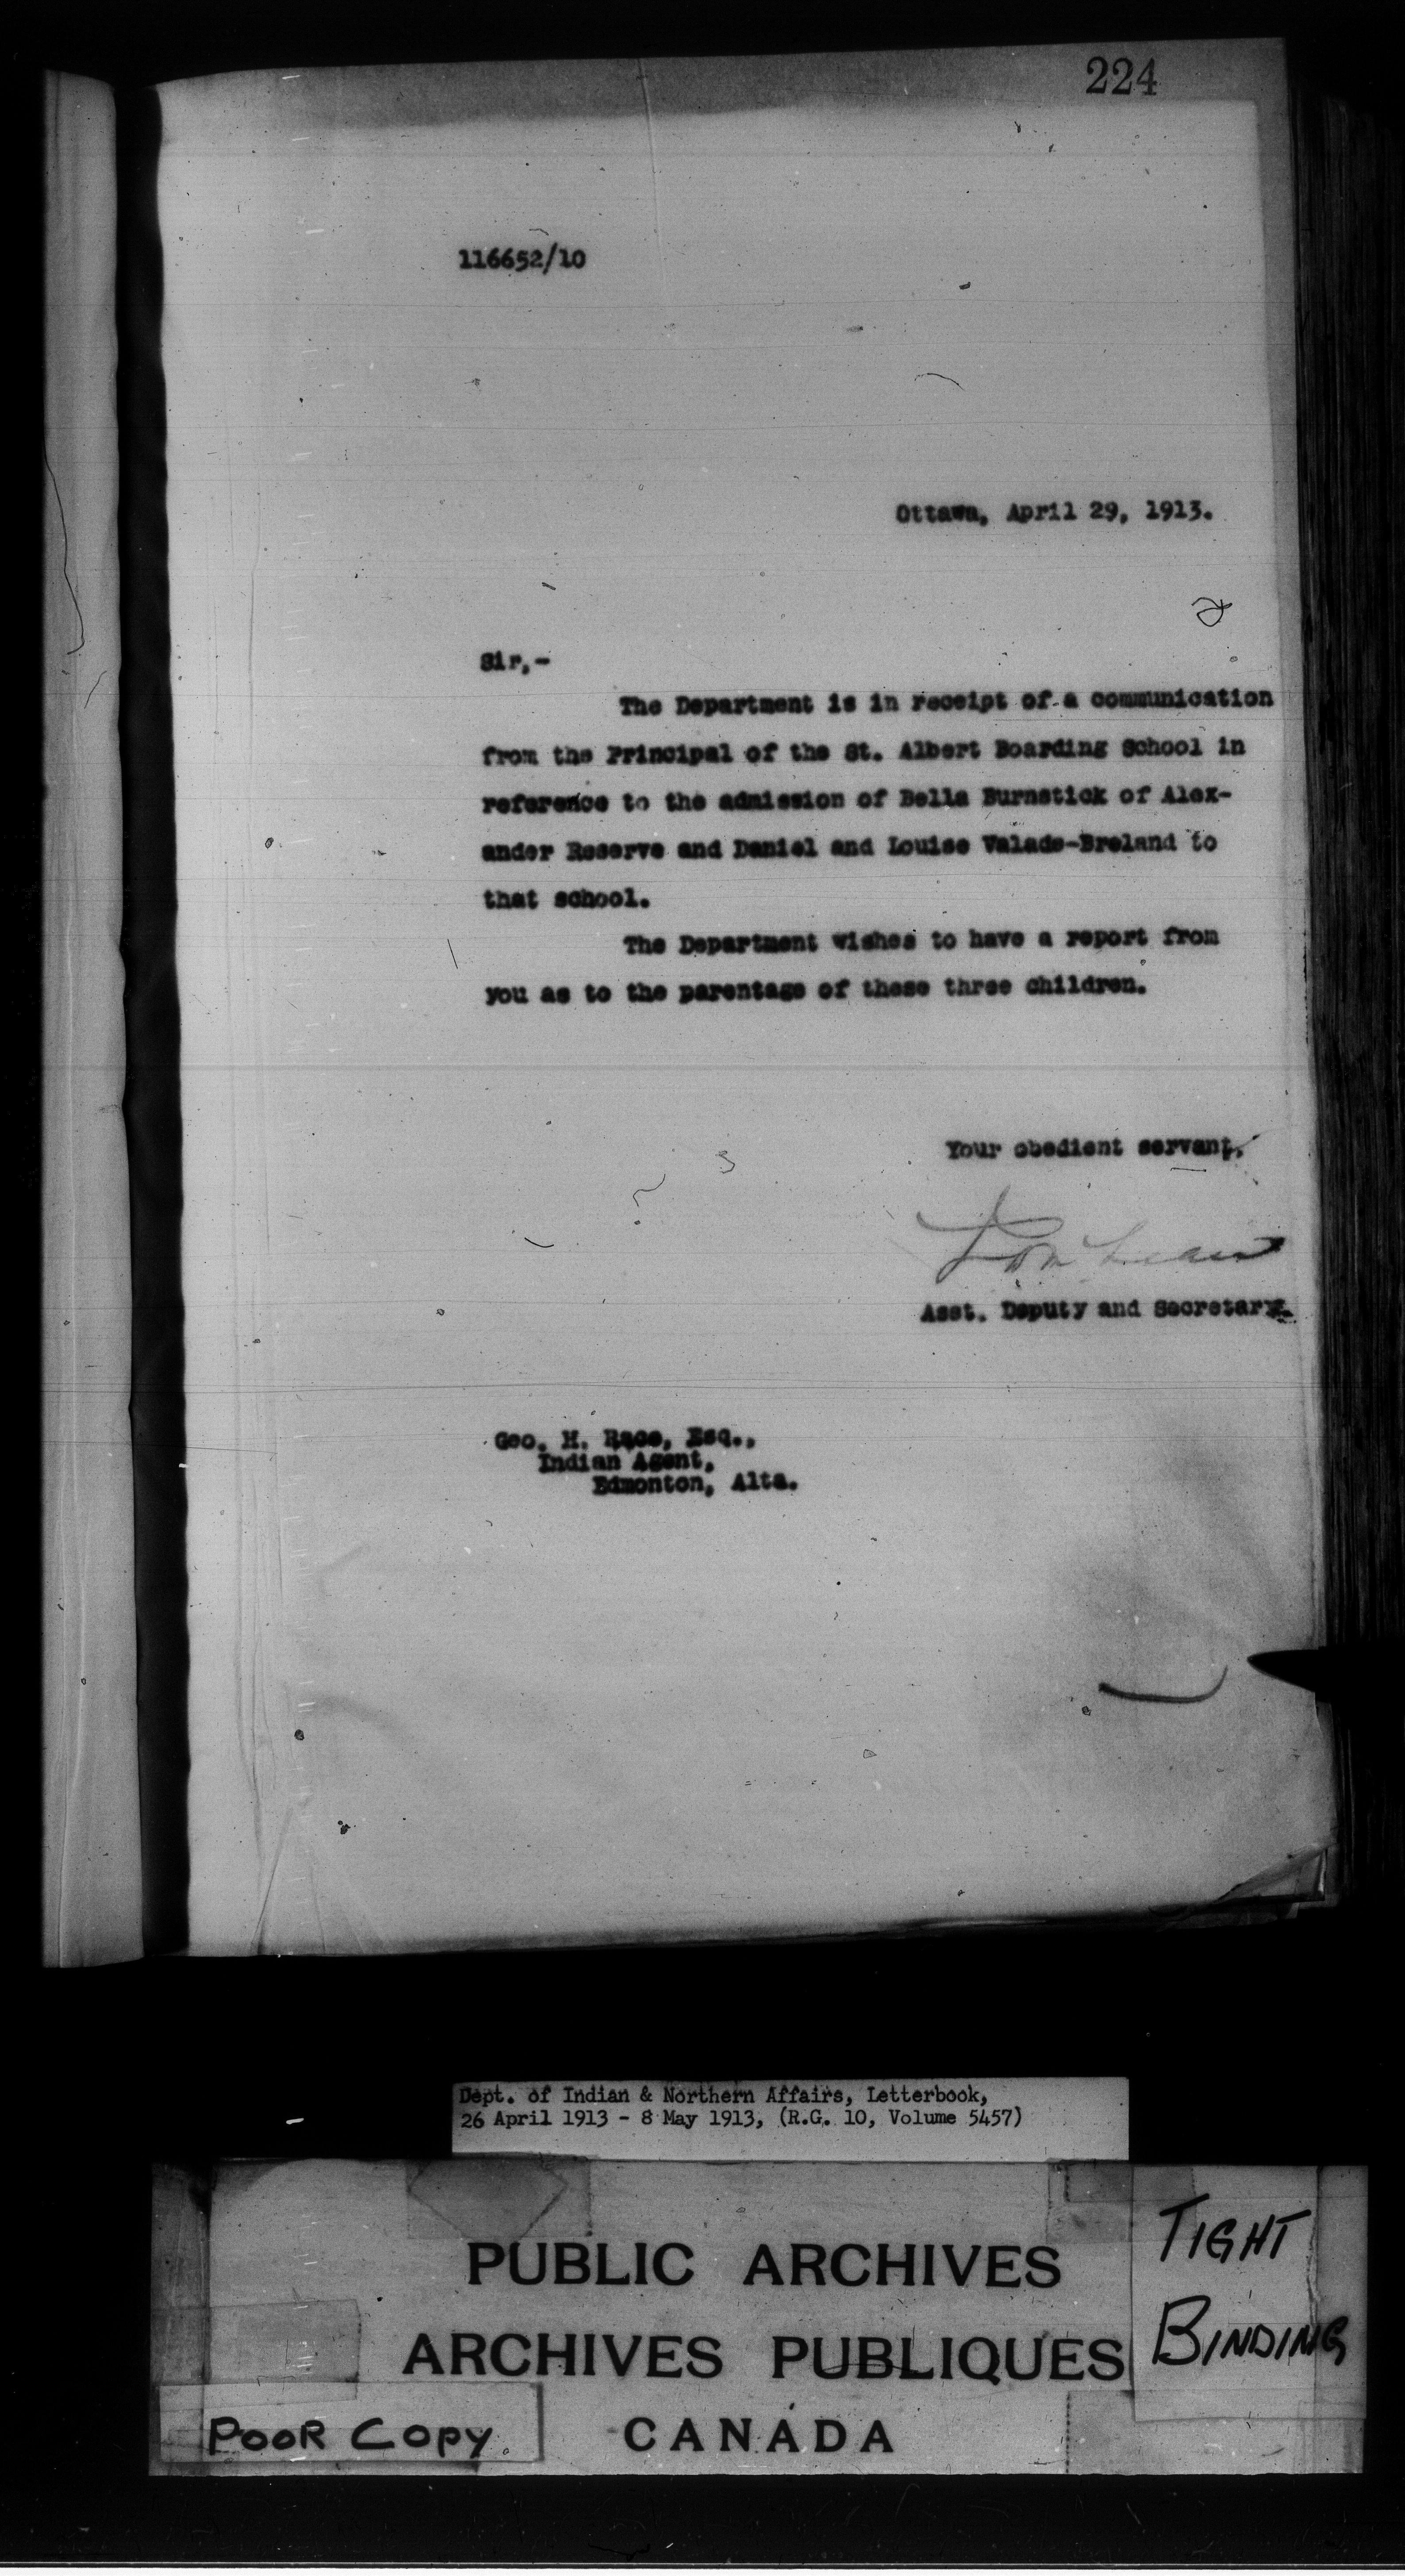 224
116652/10
Ottawa, April 29, 1913.
Sir,-
The Department is in receipt of a communication
from the Principal of the St. Albert Boarding School in
reference to the admission of Bella Burnstick of Alex-
ander Reserve and Daniel and Louise Valade-Breland to
that school.
The Department wishes to have a report from
you as to the parentage of these three children.
Your obedient servant,
Asst. Deputy and Secretary.
Geo. H. Race, Esq.,
Indian Agent,
Edmonton, Alta.
Dept. of Indian & Northern Affairs, Letterbook,
26 April 1913 - 8 May 1913, (R.G. 10, Volume 5457)
PUBLIC ARCHIVES
ARCHIVES PUBLIQUES
CANADA
TIGHT
BINDING
POOR COPY.